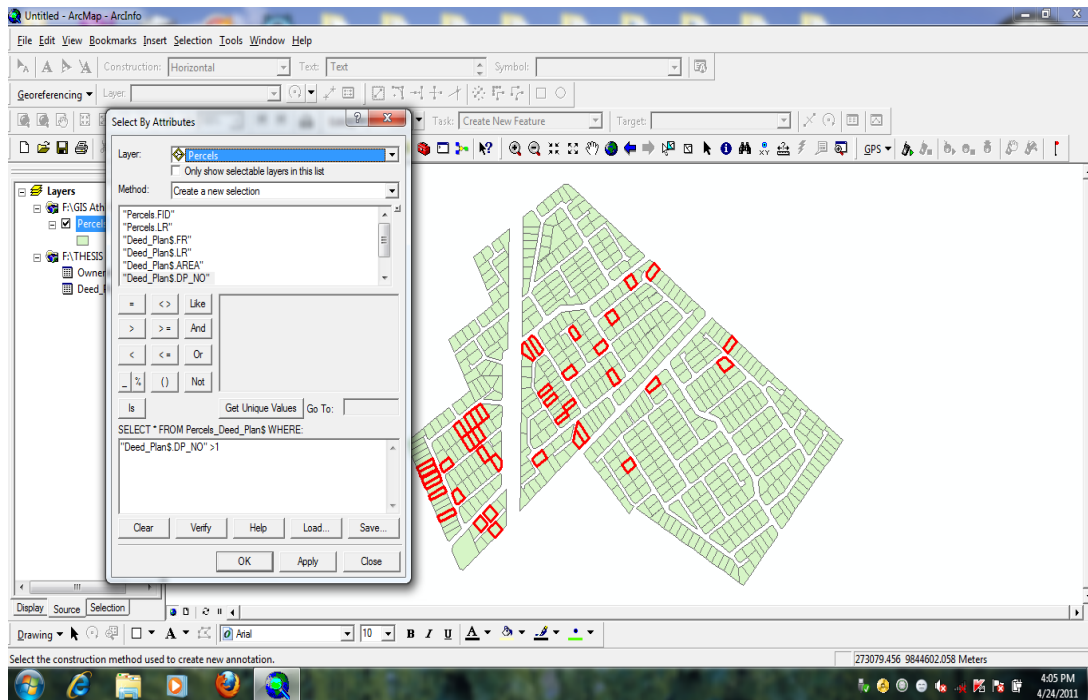 Untitled - ArcMap - ArcInfo
File Edit View Bookmarks Insert Selection Tools Window Help
Construction: Horizontal Text: Text Symbol:
Georeferencing Layer:
Task: Create New Feature Target:
GPS
Select By Attributes
Layer: Percels
Only show selectable layers in this list
Method: Create a new selection
"Percels.FID"
"Percels.LR"
"Deed_Plan$.FR"
"Deed_Plan$.LR"
"Deed_Plan$.AREA"
"Deed_Plan$.DP_NO"
= <> Like
> >= And
< <= Or
_ % () Not
Is Get Unique Values Go To:
SELECT * FROM Percels_Deed_Plan$ WHERE:
"Deed_Plan$.DP_NO" >1
Clear Verify Help Load... Save...
OK Apply Close
Layers
F:\GIS Ath
Percels
F:\THESIS
Owner
Deed_
Display Source Selection
Drawing A Arial 10 B I U A
Select the construction method used to create new annotation.
273079.456 9844602.058 Meters
4:05 PM
4/24/2011